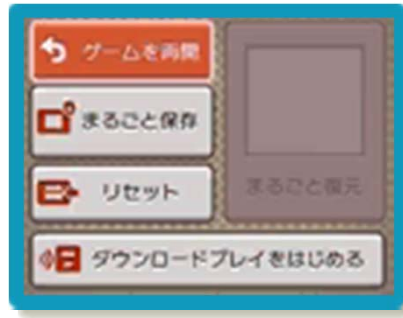 ゲームを再開
まるごと保存
リセット
まるごと復元
ダウンロードプレイをはじめる